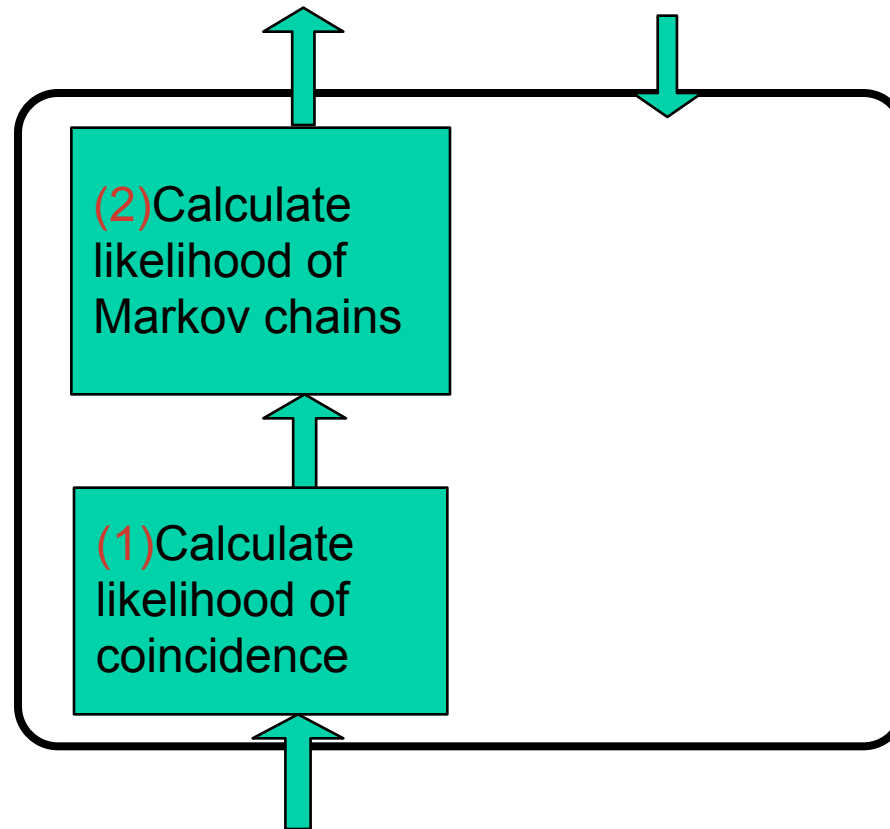 (2)Calculate
likelihood of
Markov chains
(1)Calculate
likelihood of
coincidence